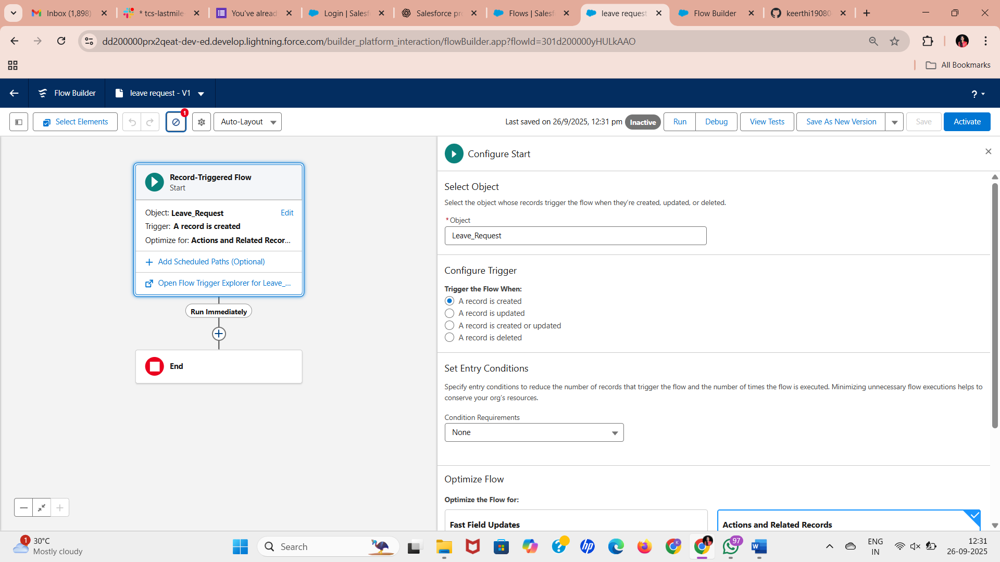 Inbox (1,898)
* tcs-lastmile
You've alread
Login | Salesf
Salesforce pr
Flows | Salesf
leave request
Flow Builder
keerthi19080
dd200000prx2qeat-dev-ed.develop.lightning.force.com/builder_platform_interaction/flowBuilder.app?flowId=301d200000yHULkAAO
All Bookmarks
Flow Builder
leave request - V1
?
Select Elements
1
Auto-Layout
Last saved on 26/9/2025, 12:31 pm
Inactive
Run
Debug
View Tests
Save As New Version
Save
Activate
Record-Triggered Flow
Start
Object: Leave_Request
Edit
Trigger: A record is created
Optimize for: Actions and Related Recor...
Add Scheduled Paths (Optional)
Open Flow Trigger Explorer for Leave_...
Run Immediately
End
Configure Start
Select Object
Select the object whose records trigger the flow when they're created, updated, or deleted.
* Object
Leave_Request
Configure Trigger
Trigger the Flow When:
A record is created
A record is updated
A record is created or updated
A record is deleted
Set Entry Conditions
Specify entry conditions to reduce the number of records that trigger the flow and the number of times the flow is executed. Minimizing unnecessary flow executions helps to
conserve your org's resources.
Condition Requirements
None
Optimize Flow
Optimize the Flow for:
Fast Field Updates
Actions and Related Records
1
30°C
Mostly cloudy
Search
hp
K
97
W
ENG
IN
12:31
26-09-2025